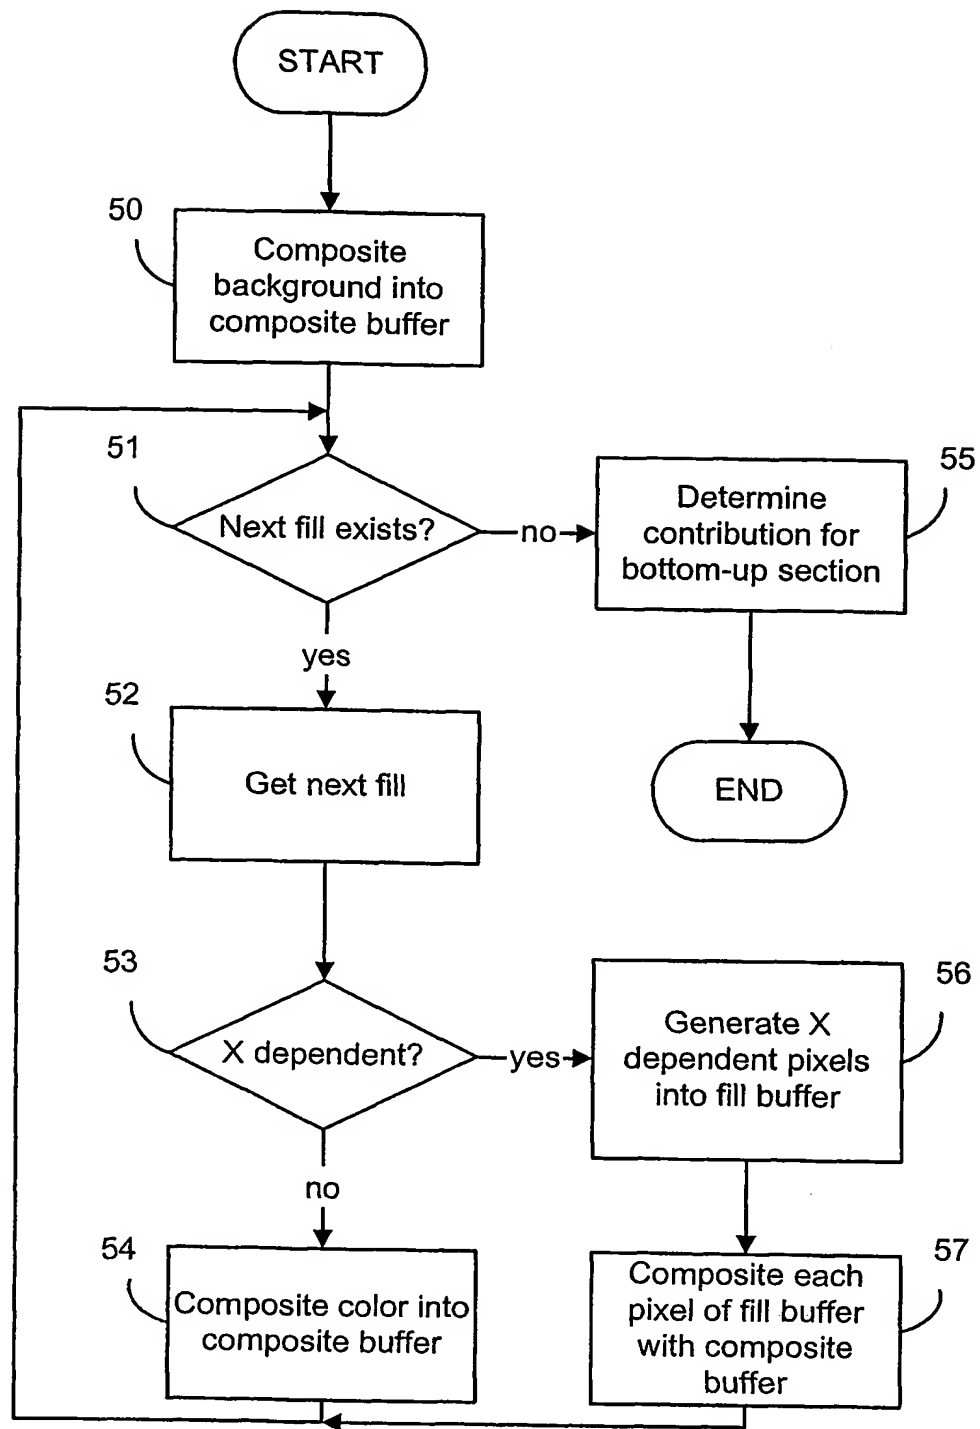 START
50
Composite
background into
composite buffer
51
Next fill exists?
no
55
Determine
contribution for
bottom-up section
yes
52
Get next fill
END
53
X dependent?
yes
56
Generate X
dependent pixels
into fill buffer
no
54
Composite color into
composite buffer
57
Composite each
pixel of fill buffer
with composite
buffer